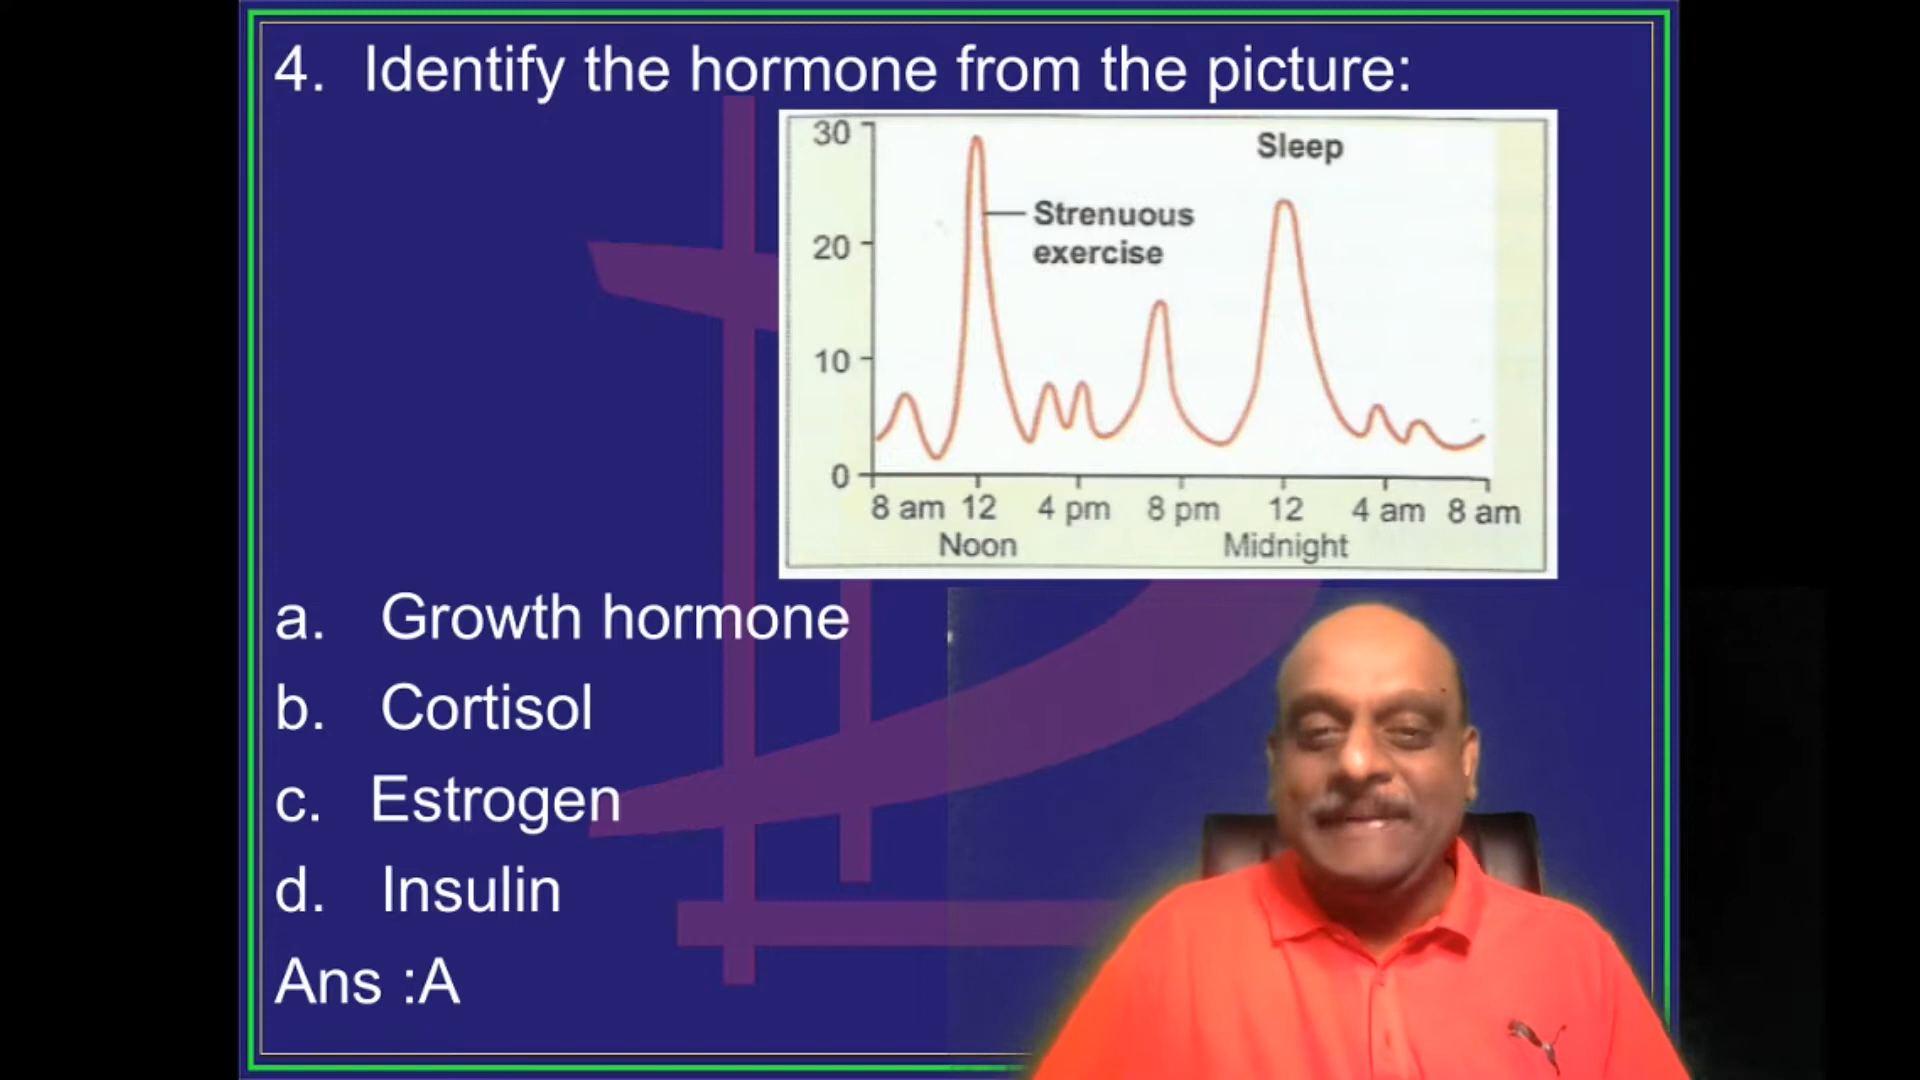 4. Identify the hormone from the picture:
30
Sleep
Strenuous
exercise
20
10
0
8 am 12 4 pm 8 pm 12 4 am 8 am
Noon Midnight
a. Growth hormone
b. Cortisol
c. Estrogen
d. Insulin
Ans :A